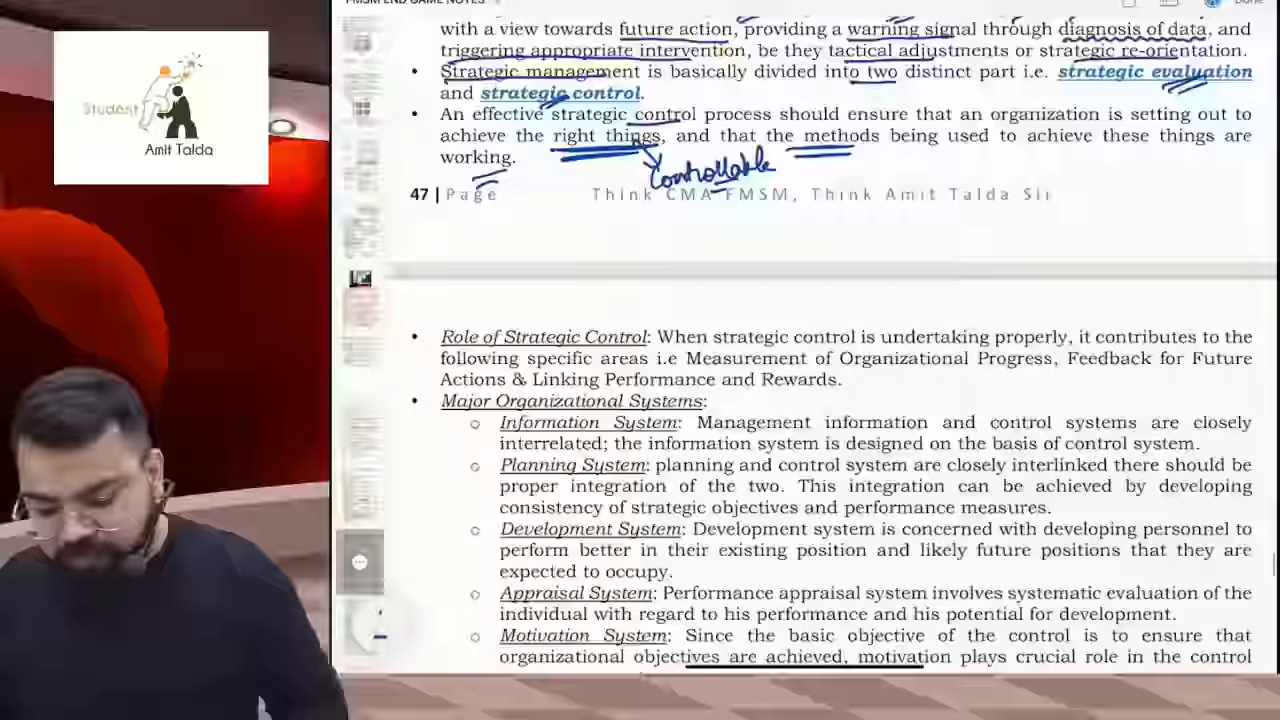 FMSM END GAME NOTES
Done
with a view towards future action, providing a warning signal through diagnosis of data, and
triggering appropriate intervention, be they tactical adjustments or strategic re-orientation.
• Strategic management is basically divided into two distinct part i.e. strategic evaluation
and strategic control.
• An effective strategic control process should ensure that an organization is setting out to
achieve the right things, and that the methods being used to achieve these things are
working.
Controllable
47 | Page Think CMA FMSM, Think Amit Talda Sir
• Role of Strategic Control: When strategic control is undertaking properly, it contributes to the
following specific areas i.e Measurement of Organizational Progress, Feedback for Future
Actions & Linking Performance and Rewards.
• Major Organizational Systems:
o Information System: Management information and control systems are closely
interrelated; the information system is designed on the basis of control system.
o Planning System: planning and control system are closely interlinked there should be
proper integration of the two. This integration can be achieved by developing
consistency of strategic objectives and performance measures.
o Development System: Development system is concerned with developing personnel to
perform better in their existing position and likely future positions that they are
expected to occupy.
o Appraisal System: Performance appraisal system involves systematic evaluation of the
individual with regard to his performance and his potential for development.
o Motivation System: Since the basic objective of the control is to ensure that
organizational objectives are achieved, motivation plays crucial role in the control
Student
Amit Talda